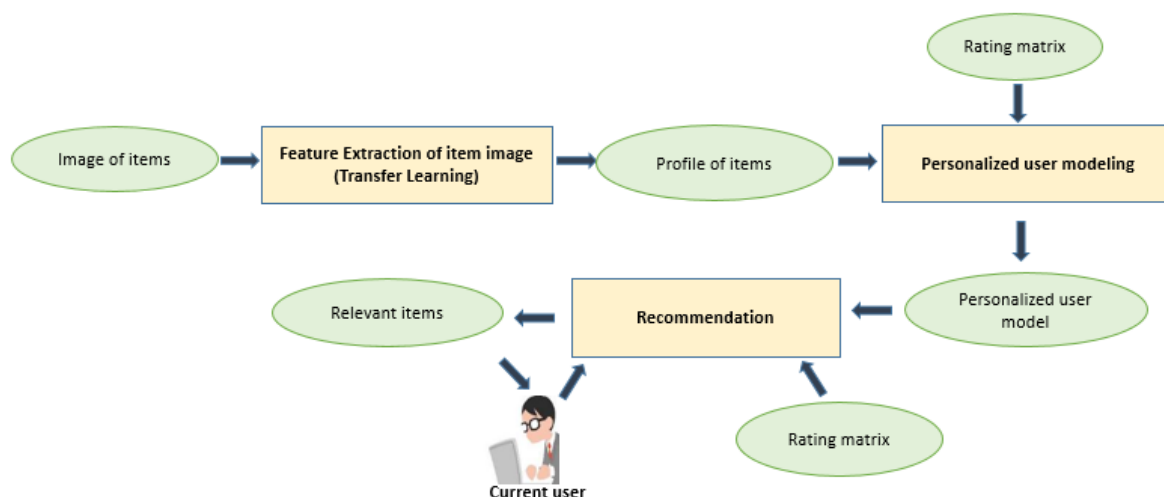 Rating matrix
Image of items
Feature Extraction of item image
(Transfer Learning)
Profile of items
Personalized user modeling
Relevant items
Recommendation
Personalized user
model
Rating matrix
Current user